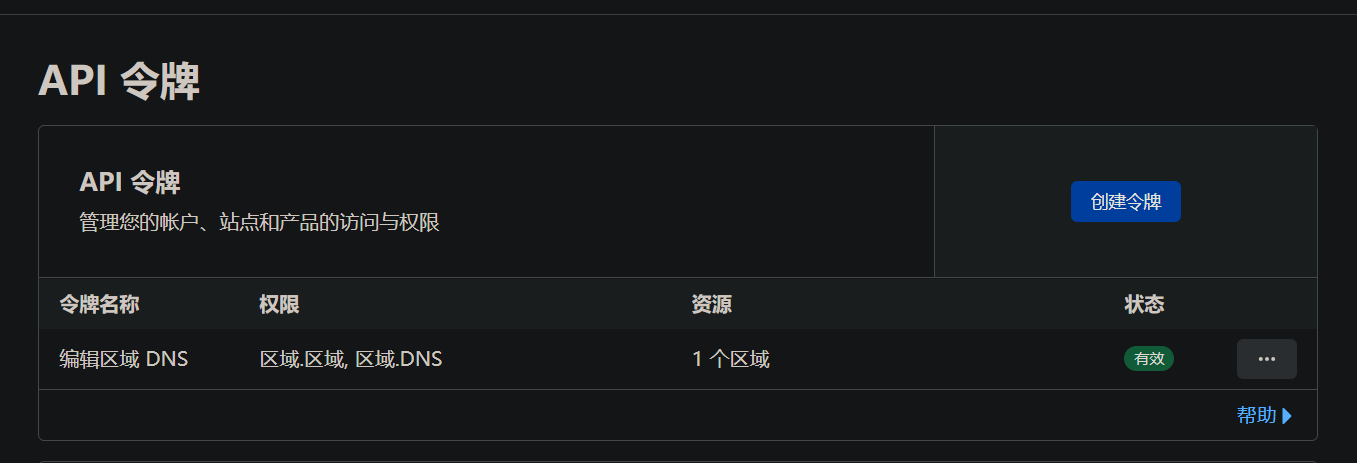 API 令牌
API 令牌
管理您的帐户、站点和产品的访问与权限
创建令牌
令牌名称 权限 资源 状态
编辑区域 DNS 区域.区域, 区域.DNS 1 个区域 有效 ...
帮助